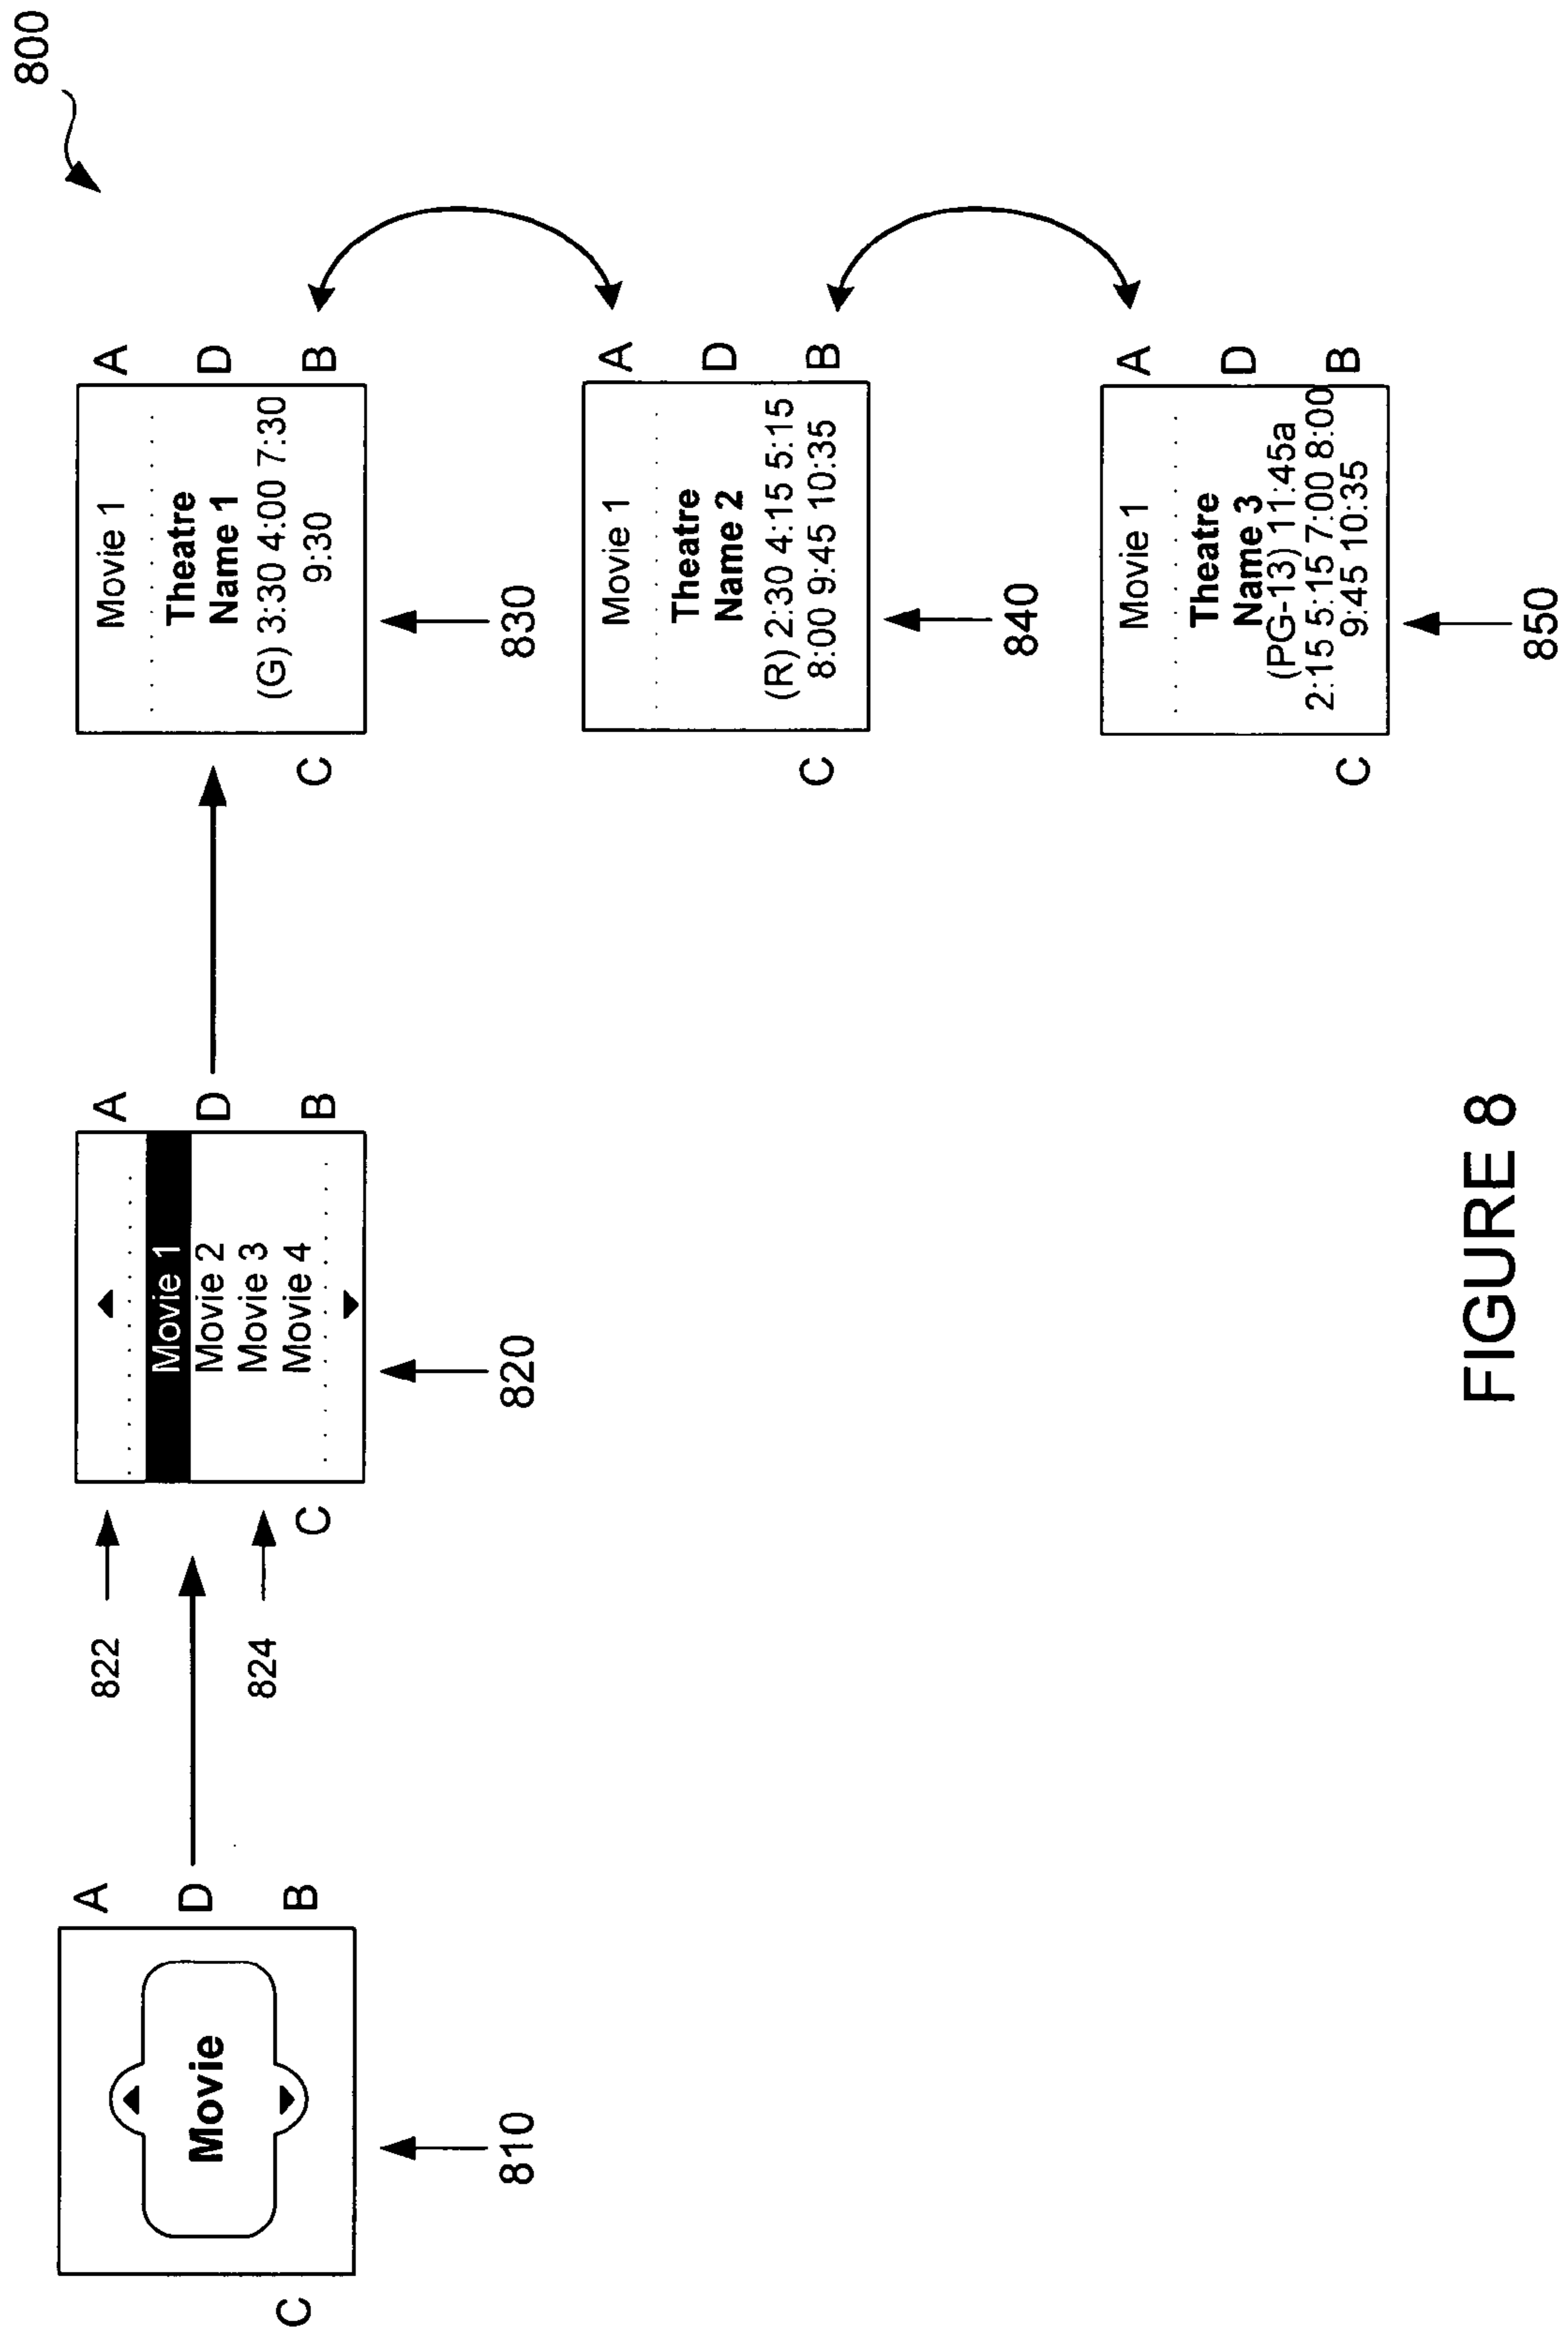 800
A
Movie
D
B
C
810
822
824
A
Movie 1
D
Movie 2
Movie 3
Movie 4
B
C
820
Movie 1
A
Theatre
Name 1
D
(G) 3:30 4:00 7:30
9:30
B
C
830
Movie 1
A
Theatre
Name 2
D
(R) 2:30 4:15 5:15
8:00 9:45 10:35
B
C
840
Movie 1
A
Theatre
Name 3
D
(PG-13) 11:45a
2:15 5:15 7:00 8:00
9:45 10:35
B
C
850
FIGURE 8